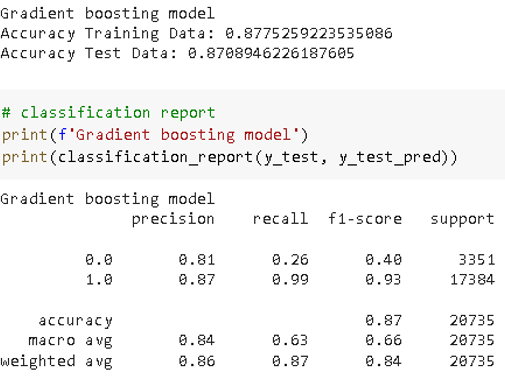 Gradient boosting model
Accuracy Training Data: 0.8775259223535086
Accuracy Test Data: 0.8708946226187605
# classification report
print(f'Gradient boosting model')
print(classification_report(y_test, y_test_pred))
Gradient boosting model
precision recall f1-score support
0.0 0.81 0.26 0.40 3351
1.0 0.87 0.99 0.93 17384
accuracy 0.87 20735
macro avg 0.84 0.63 0.66 20735
weighted avg 0.86 0.87 0.84 20735